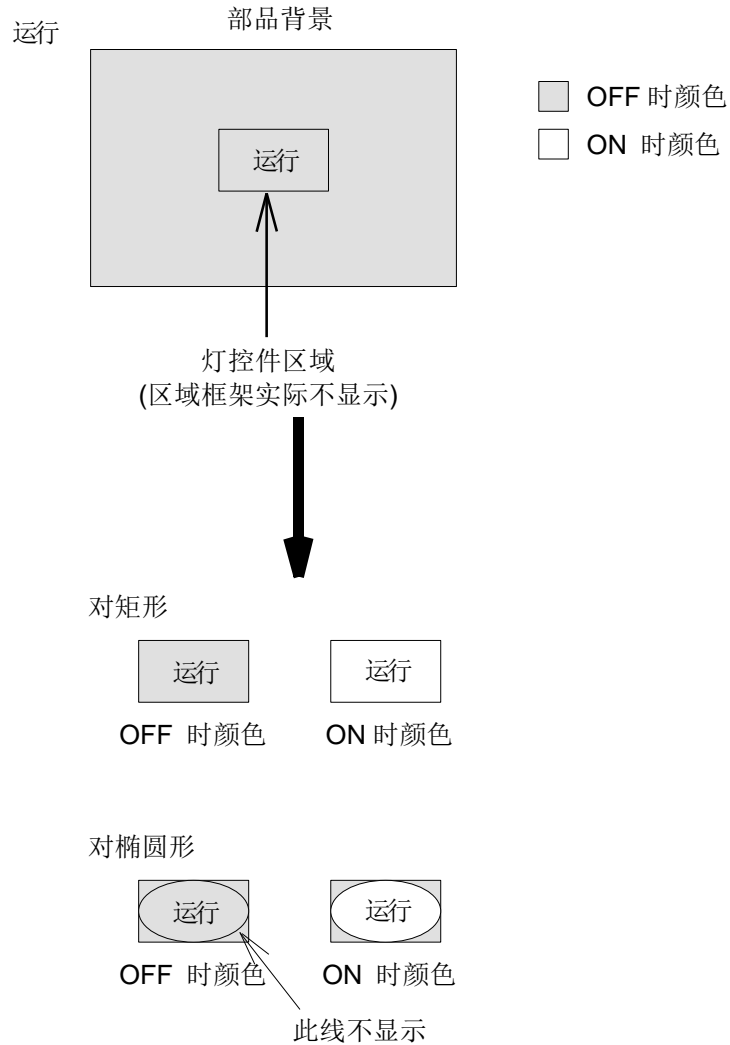 运行
部品背景
OFF 时颜色
ON 时颜色
运行
灯控件区域
(区域框架实际不显示)
对矩形
运行 运行
OFF 时颜色 ON 时颜色
对椭圆形
运行 运行
OFF 时颜色 ON 时颜色
此线不显示